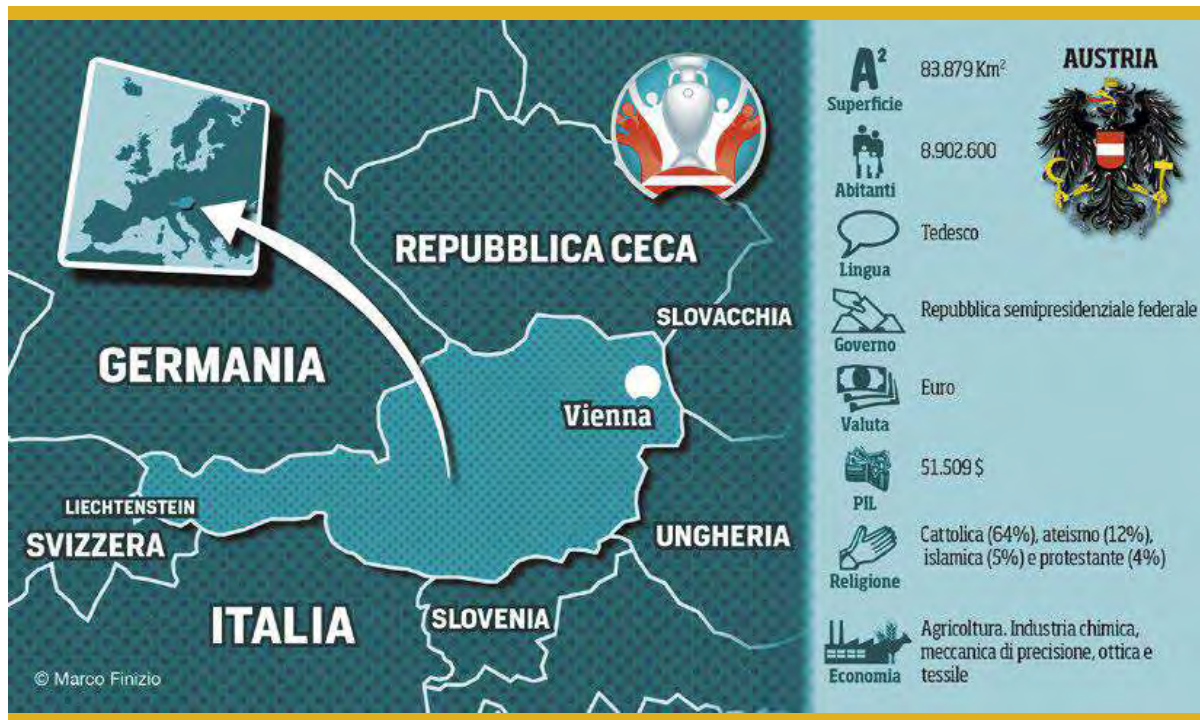 REPUBBLICA CECA
SLOVACCHIA
GERMANIA
Vienna
LIECHTENSTEIN
SVIZZERA
UNGHERIA
ITALIA
SLOVENIA
© Marco Finizio
AUSTRIA
Superficie
83.879 Km²
Abitanti
8.902.600
Lingua
Tedesco
Governo
Repubblica semipresidenziale federale
Valuta
Euro
PIL
51.509 $
Religione
Cattolica (64%), ateismo (12%),
islamica (5%) e protestante (4%)
Economia
Agricoltura. Industria chimica,
meccanica di precisione, ottica e
tessile
A²